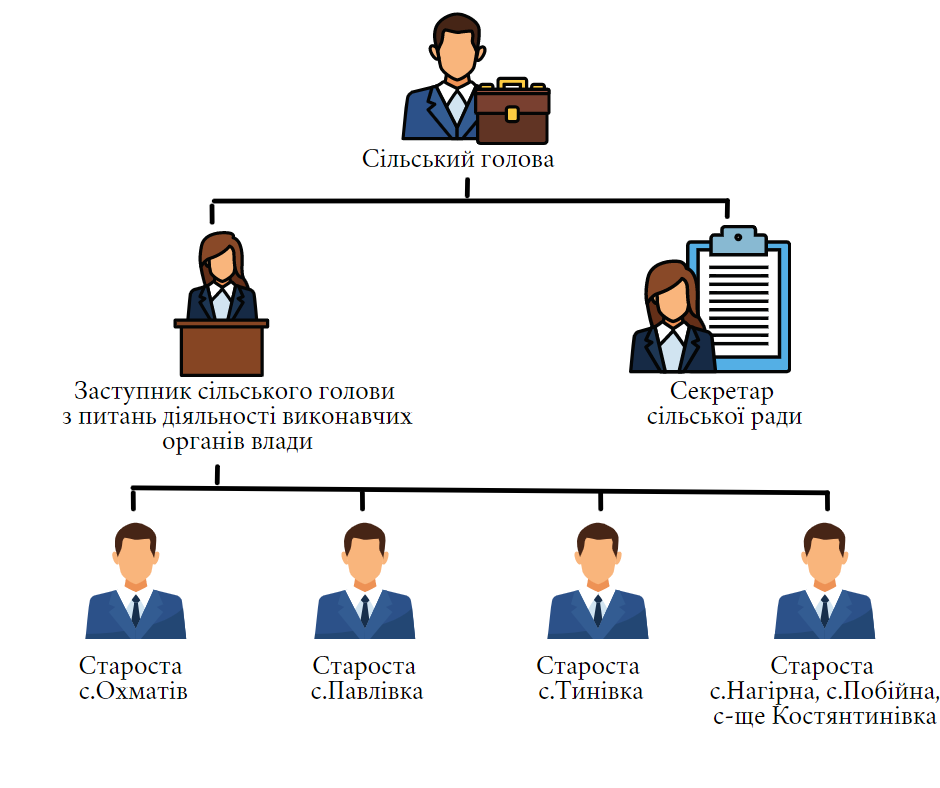 Сільський голова
Заступник сільського голови
з питань діяльності виконавчих
органів влади
Секретар
сільської ради
Староста
с.Охматів
Староста
с.Павлівка
Староста
с.Тинівка
Староста
с.Нагірна, с.Побійна,
с-ще Костянтинівка